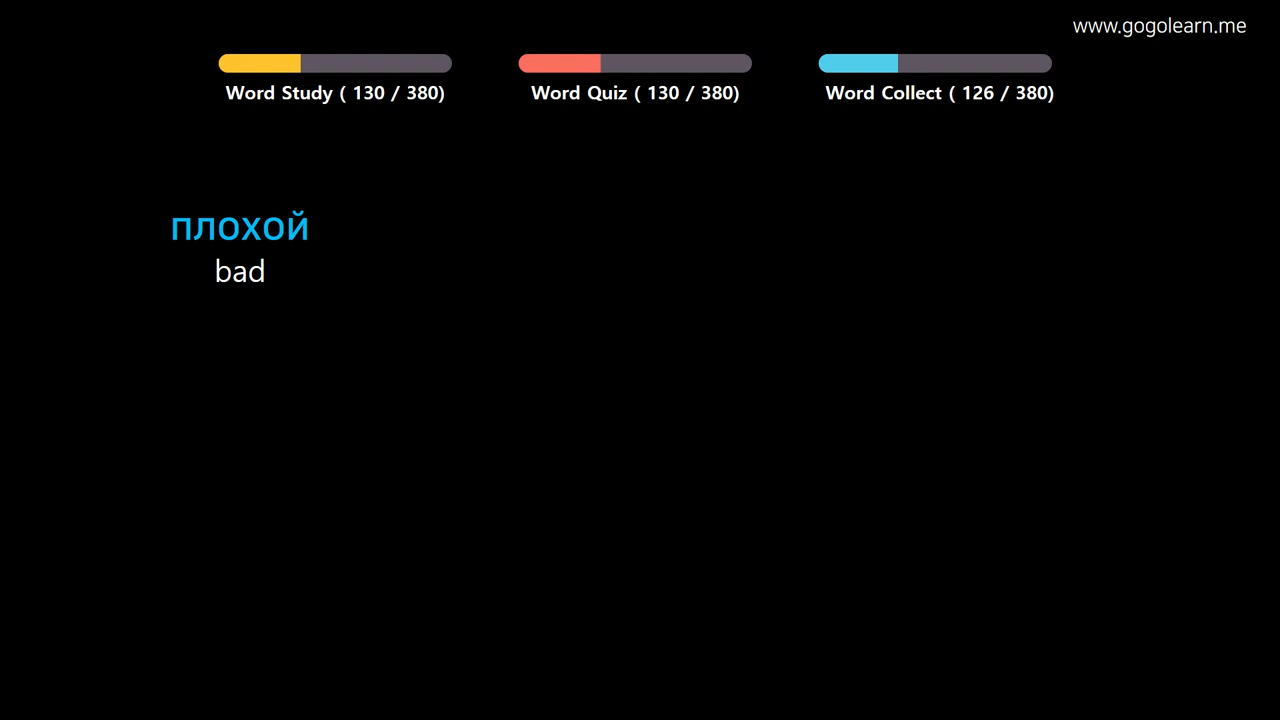 www.gogolearn.me
Word Study ( 130 / 380)
Word Quiz ( 130 / 380)
Word Collect ( 126 / 380)
плохой
bad